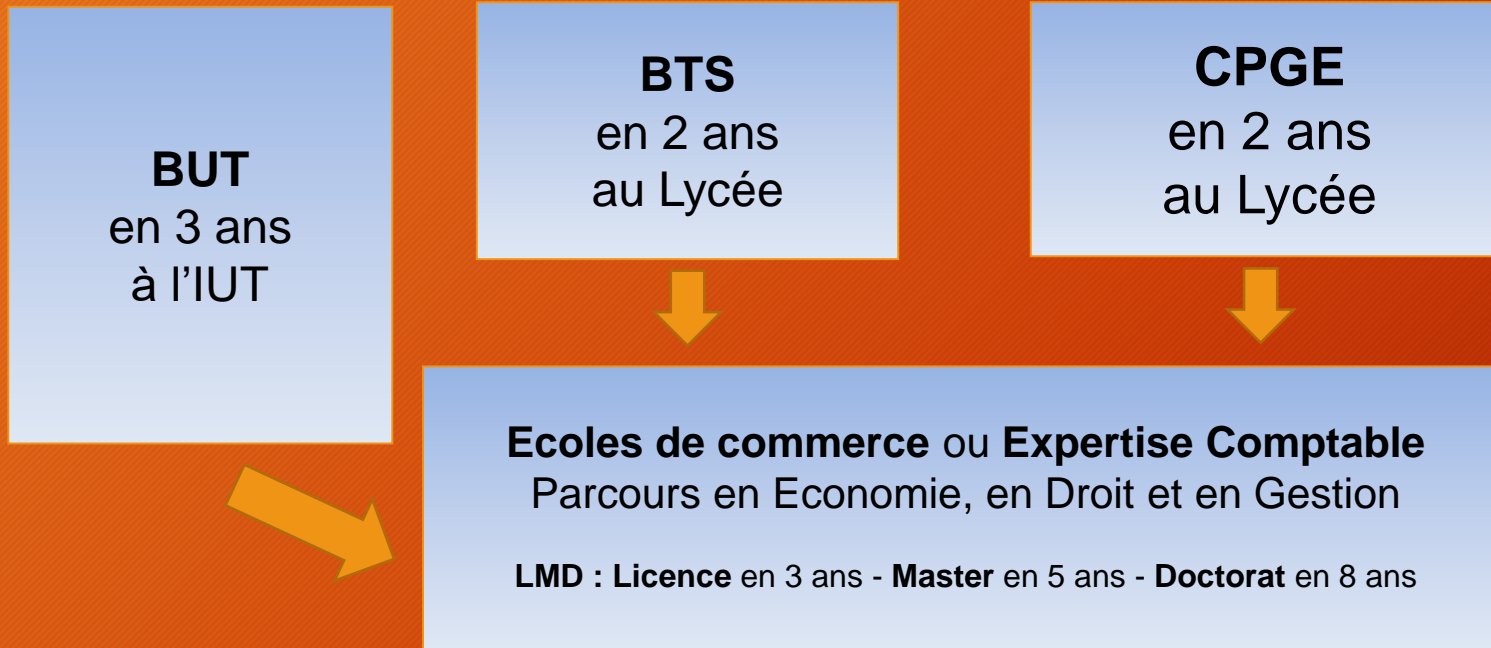 BUT
en 3 ans
à l’IUT
BTS
en 2 ans
au Lycée
CPGE
en 2 ans
au Lycée
Ecoles de commerce ou Expertise Comptable
Parcours en Economie, en Droit et en Gestion
LMD : Licence en 3 ans - Master en 5 ans - Doctorat en 8 ans